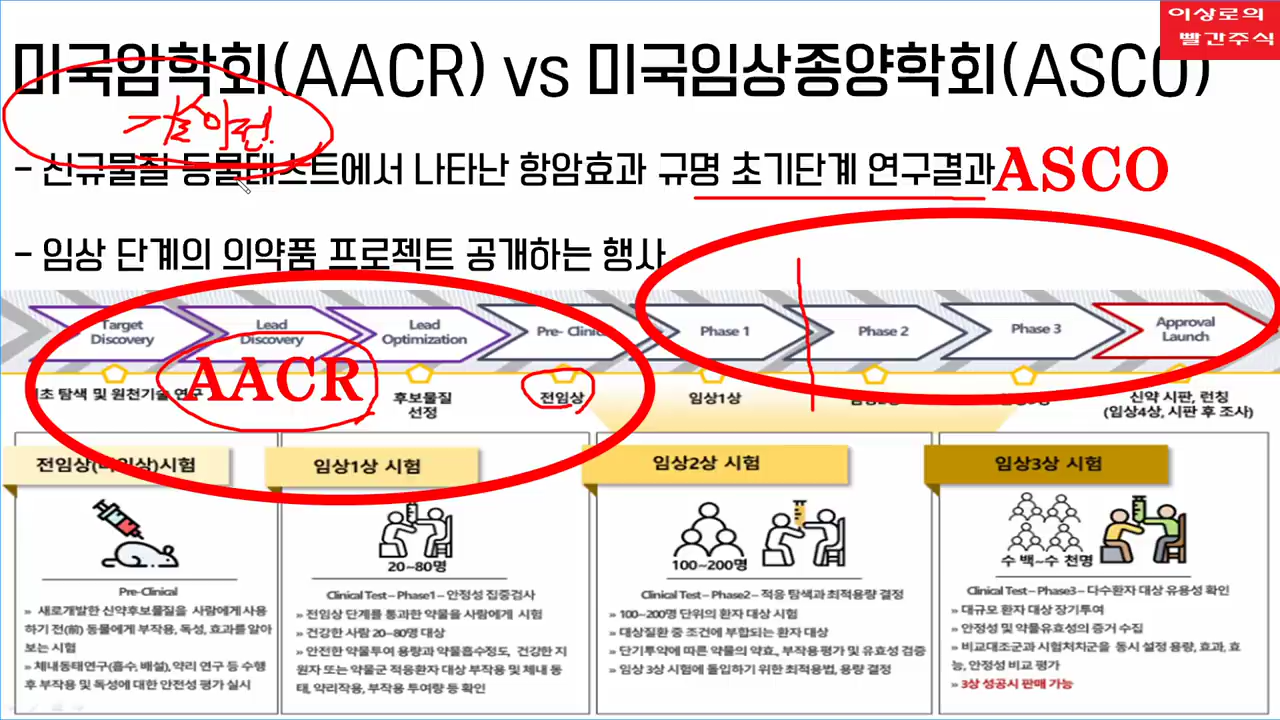 이상로의
빨간주식
미국암학회(AACR) vs 미국임상종양학회(ASCO)
기술이전!
- 신규물질 동물테스트에서 나타난 항암효과 규명 초기단계 연구결과 ASCO
- 임상 단계의 의약품 프로젝트 공개하는 행사
Target
Discovery
Lead
Discovery
Lead
Optimization
Pre- Clinic
Phase 1
Phase 2
Phase 3
Approval
Launch
AACR
탐색 및 원천기술 연구
후보물질
선정
전임상
임상1상
신약 시판, 런칭
(임상4상, 시판 후 조사)
전임상(비임상)시험
Pre-Clinical
» 새로개발한 신약후보물질을 사람에게 사용
하기 전(前) 동물에게 부작용, 독성, 효과를 알아
보는 시험
» 체내동태연구(흡수, 배설), 약리 연구 등 수행
후 부작용 및 독성에 대한 안전성 평가 실시
임상1상 시험
20~80명
Clinical Test – Phase1 – 안정성 집중검사
» 전임상 단계를 통과한 약물을 사람에게 시험
» 건강한 사람 20~80명 대상
» 안전한 약물투여 용량과 약물흡수정도, 건강한 지
원자 또는 약물군 적응환자 대상 부작용 및 체내 동
태, 약리작용, 부작용 투여량 등 확인
임상2상 시험
100~200명
Clinical Test – Phase2 – 적응 탐색과 최적용량 결정
» 100~200명 단위의 환자 대상 시험
» 대상질환 중 조건에 부합되는 환자 대상
» 단기투약에 따른 약물의 약효, 부작용 평가 및 유효성 검증
» 임상 3상 시험에 돌입하기 위한 최적용법, 용량 결정
임상3상 시험
수 백~수 천명
Clinical Test – Phase3 – 다수환자 대상 유용성 확인
» 대규모 환자 대상 장기투여
» 안정성 및 약물유효성의 증거 수집
» 비교대조군과 시험처치군을 동시 설정 용량, 효과, 효
능, 안정성 비교 평가
» 3상 성공시 판매 가능